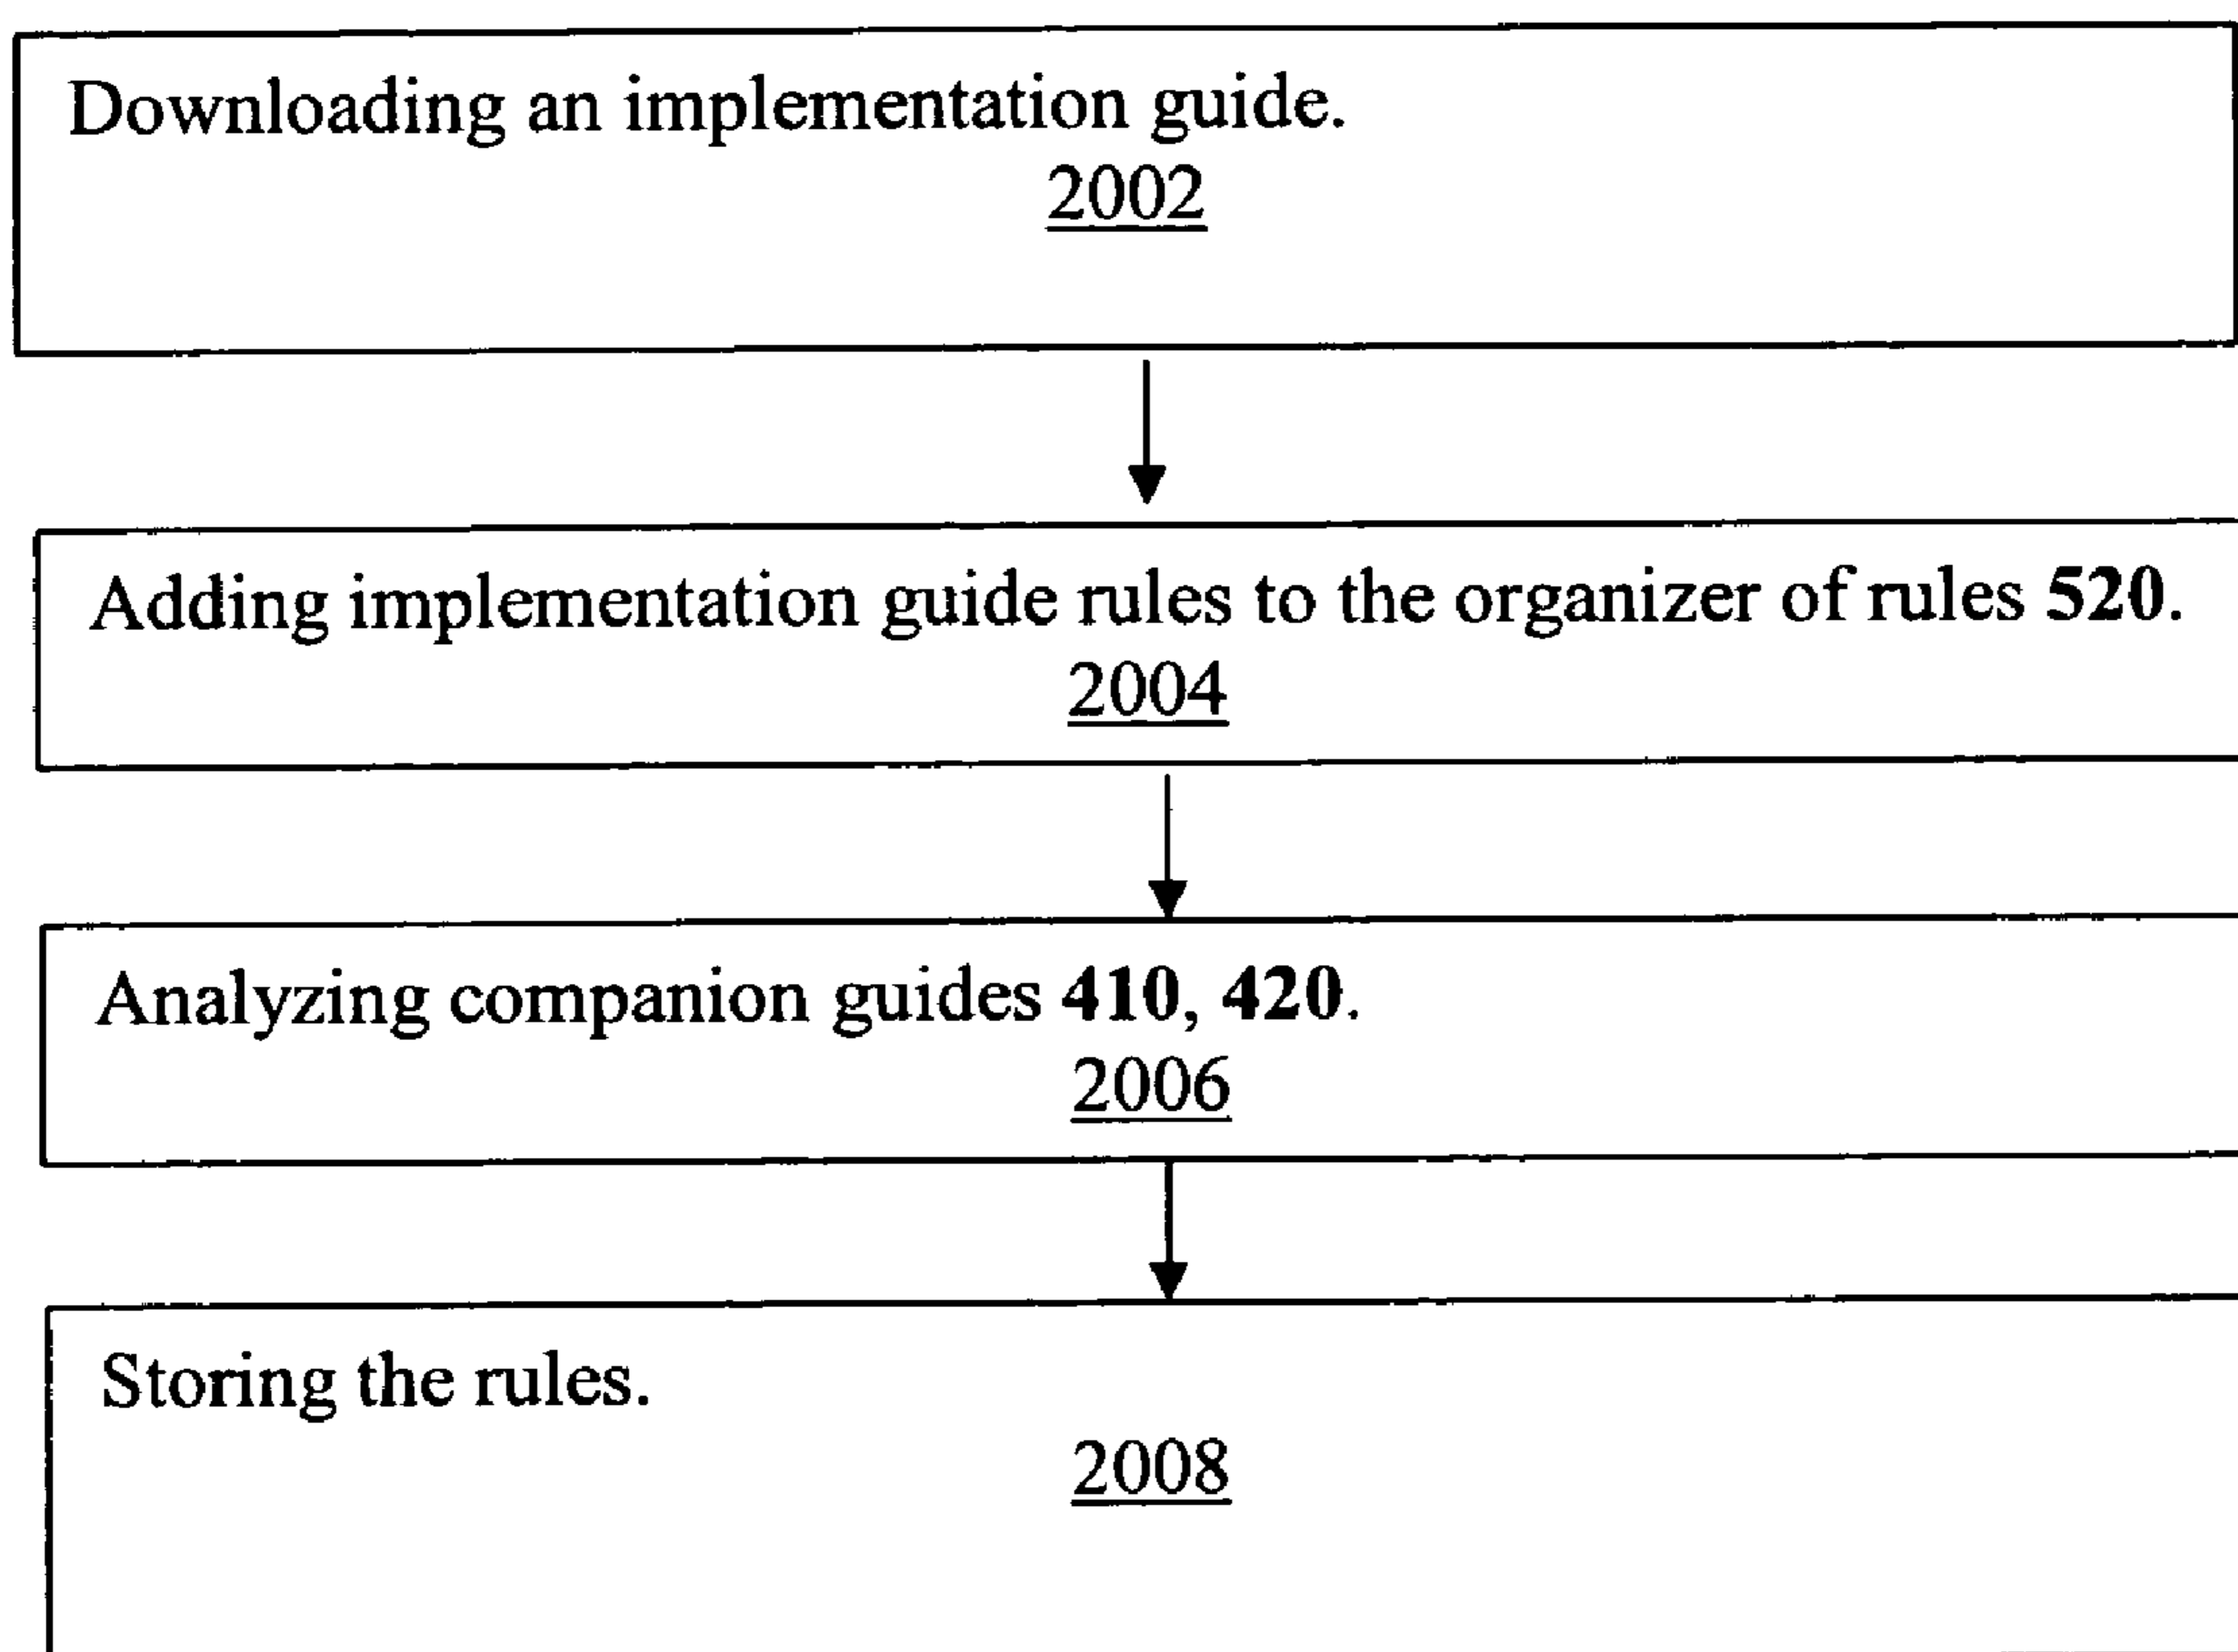 Downloading an implementation guide.
2002
Adding implementation guide rules to the organizer of rules 520.
2004
Analyzing companion guides 410, 420.
2006
Storing the rules.
2008